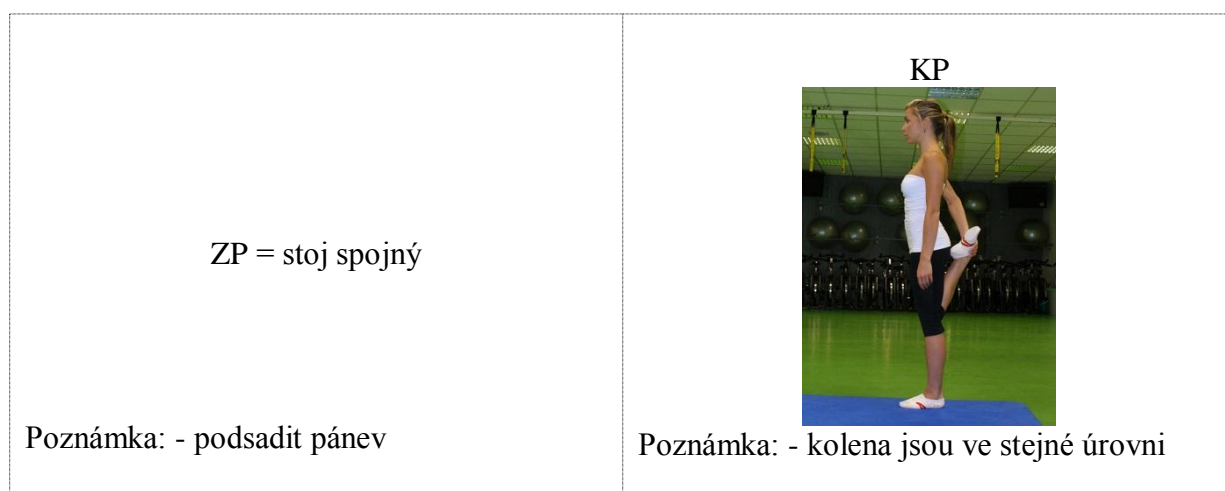 ZP = stoj spojný
Poznámka: - podsadit pánev
KP
Poznámka: - kolena jsou ve stejné úrovni